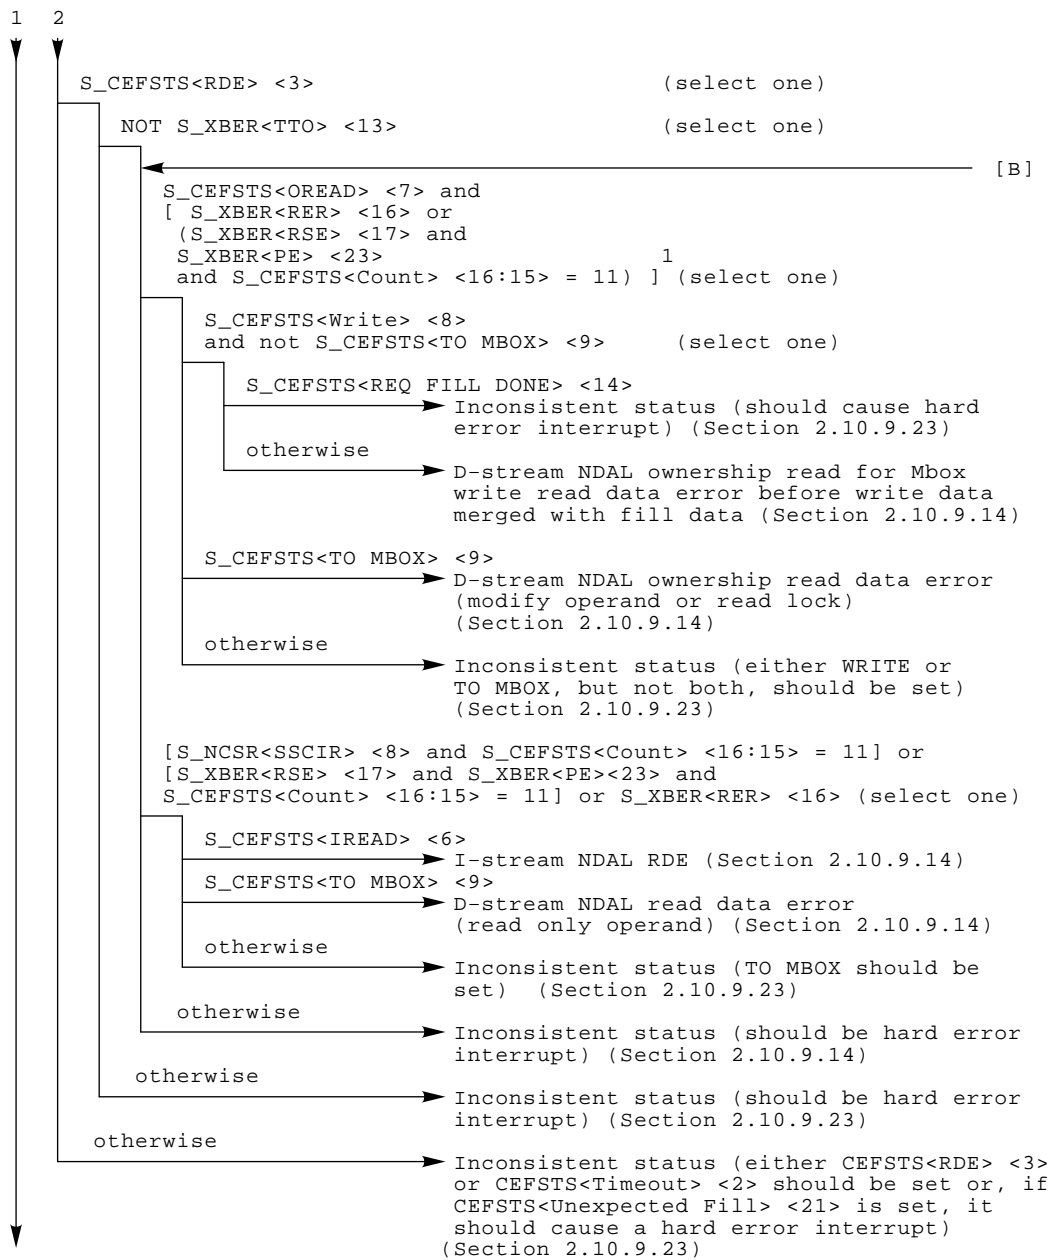 1 2
S_CEFSTS<RDE> <3> (select one)
NOT S_XBER<TTO> <13> (select one)
[B]
S_CEFSTS<OREAD> <7> and
[ S_XBER<RER> <16> or
(S_XBER<RSE> <17> and
S_XBER<PE> <23> 1
and S_CEFSTS<Count> <16:15> = 11) ] (select one)
S_CEFSTS<Write> <8>
and not S_CEFSTS<TO MBOX> <9> (select one)
S_CEFSTS<REQ FILL DONE> <14>
Inconsistent status (should cause hard
error interrupt) (Section 2.10.9.23)
otherwise
D-stream NDAL ownership read for Mbox
write read data error before write data
merged with fill data (Section 2.10.9.14)
S_CEFSTS<TO MBOX> <9>
D-stream NDAL ownership read data error
(modify operand or read lock)
(Section 2.10.9.14)
otherwise
Inconsistent status (either WRITE or
TO MBOX, but not both, should be set)
(Section 2.10.9.23)
[S_NCSR<SSCIR> <8> and S_CEFSTS<Count> <16:15> = 11] or
[S_XBER<RSE> <17> and S_XBER<PE><23> and
S_CEFSTS<Count> <16:15> = 11] or S_XBER<RER> <16> (select one)
S_CEFSTS<IREAD> <6>
I-stream NDAL RDE (Section 2.10.9.14)
S_CEFSTS<TO MBOX> <9>
D-stream NDAL read data error
(read only operand) (Section 2.10.9.14)
otherwise
Inconsistent status (TO MBOX should be
set) (Section 2.10.9.23)
otherwise
Inconsistent status (should be hard error
interrupt) (Section 2.10.9.14)
otherwise
Inconsistent status (should be hard error
interrupt) (Section 2.10.9.23)
otherwise
Inconsistent status (either CEFSTS<RDE> <3>
or CEFSTS<Timeout> <2> should be set or, if
CEFSTS<Unexpected Fill> <21> is set, it
should cause a hard error interrupt)
(Section 2.10.9.23)